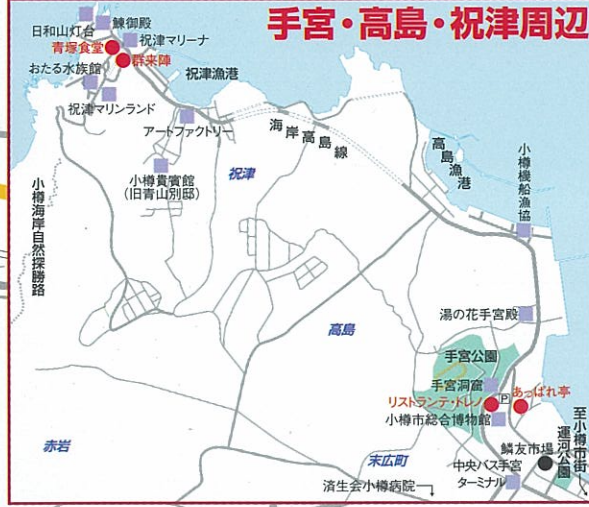 手宮・高島・祝津周辺
日和山灯台
鰊御殿
祝津マリーナ
青塚食堂
群来陣
おたる水族館
祝津漁港
祝津マリンランド
アートファクトリー
海岸高島線
高島漁港
小樽機船漁協
祝津
小樽貴賓館
(旧青山別邸)
小樽海岸自然探勝路
湯の花手宮殿
高島
手宮公園
手宮洞窟
リストランテ・トレノ
P
あっぱれ亭
小樽市総合博物館
赤岩
末広町
鱗友市場
運河公園
至小樽市街
中央バス手宮
ターミナル
済生会小樽病院